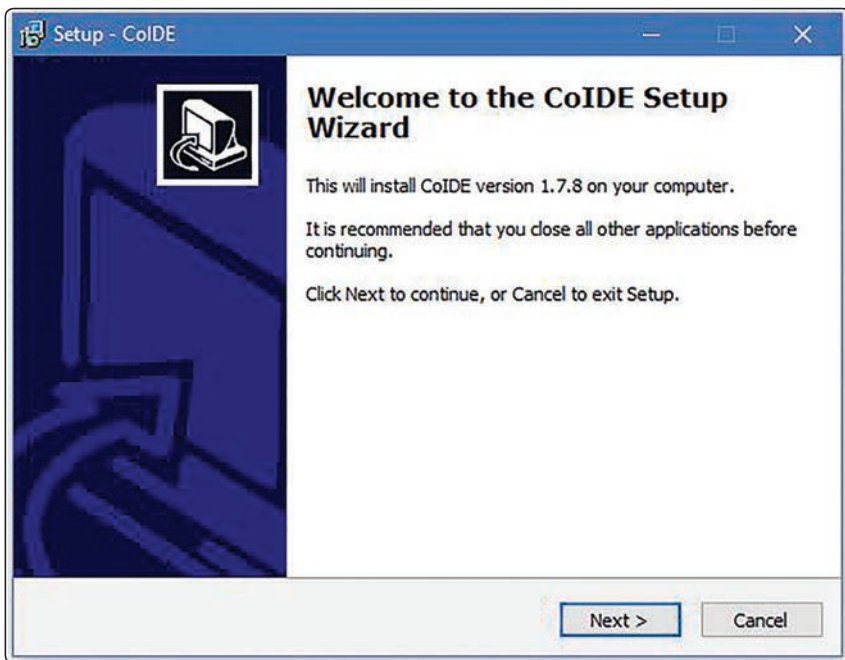 Setup - CoIDE
Welcome to the CoIDE Setup
Wizard
This will install CoIDE version 1.7.8 on your computer.
It is recommended that you close all other applications before
continuing.
Click Next to continue, or Cancel to exit Setup.
Next >
Cancel